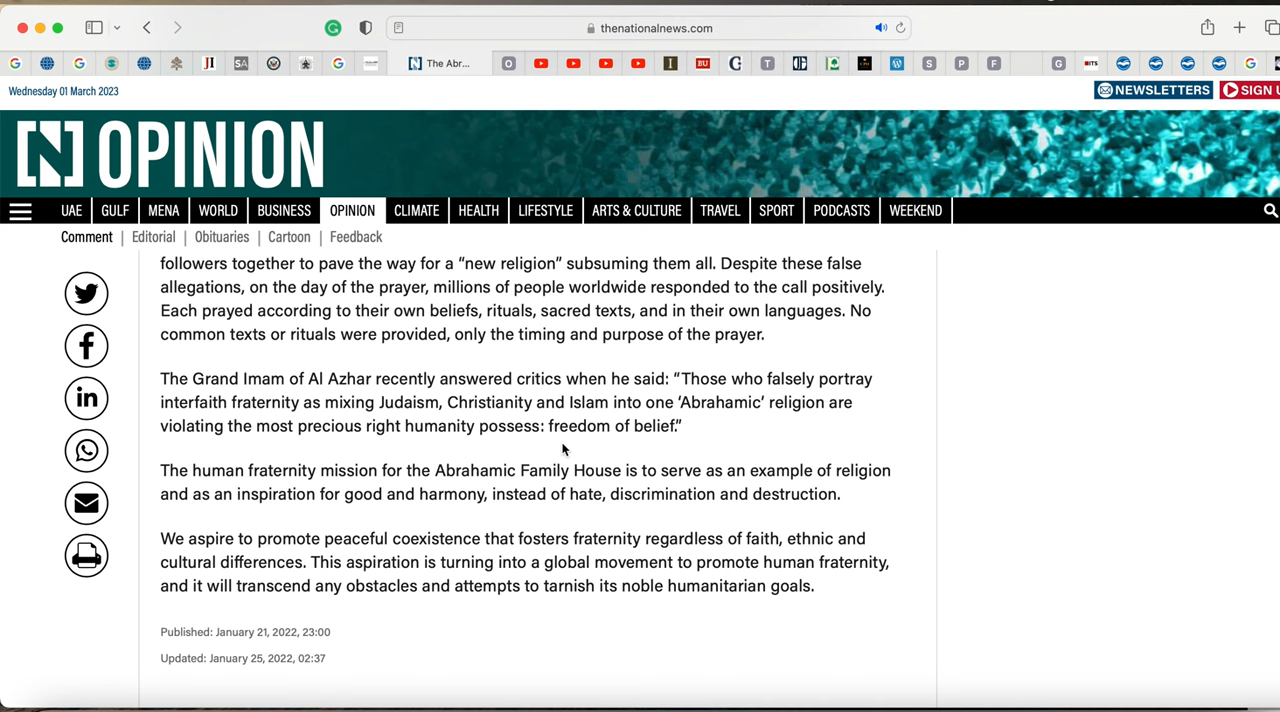 thenationalnews.com
G
G
JI
SA
G
The Abr...
O
I
BU
G
T
W
S
P
F
G
BITS
G
Wednesday 01 March 2023
NEWSLETTERS
SIGN U
N OPINION
UAE GULF MENA WORLD BUSINESS OPINION CLIMATE HEALTH LIFESTYLE ARTS & CULTURE TRAVEL SPORT PODCASTS WEEKEND
Comment | Editorial | Obituaries | Cartoon | Feedback
followers together to pave the way for a “new religion” subsuming them all. Despite these false
allegations, on the day of the prayer, millions of people worldwide responded to the call positively.
Each prayed according to their own beliefs, rituals, sacred texts, and in their own languages. No
common texts or rituals were provided, only the timing and purpose of the prayer.
The Grand Imam of Al Azhar recently answered critics when he said: “Those who falsely portray
interfaith fraternity as mixing Judaism, Christianity and Islam into one ‘Abrahamic‘ religion are
violating the most precious right humanity possess: freedom of belief.”
The human fraternity mission for the Abrahamic Family House is to serve as an example of religion
and as an inspiration for good and harmony, instead of hate, discrimination and destruction.
We aspire to promote peaceful coexistence that fosters fraternity regardless of faith, ethnic and
cultural differences. This aspiration is turning into a global movement to promote human fraternity,
and it will transcend any obstacles and attempts to tarnish its noble humanitarian goals.
Published: January 21, 2022, 23:00
Updated: January 25, 2022, 02:37